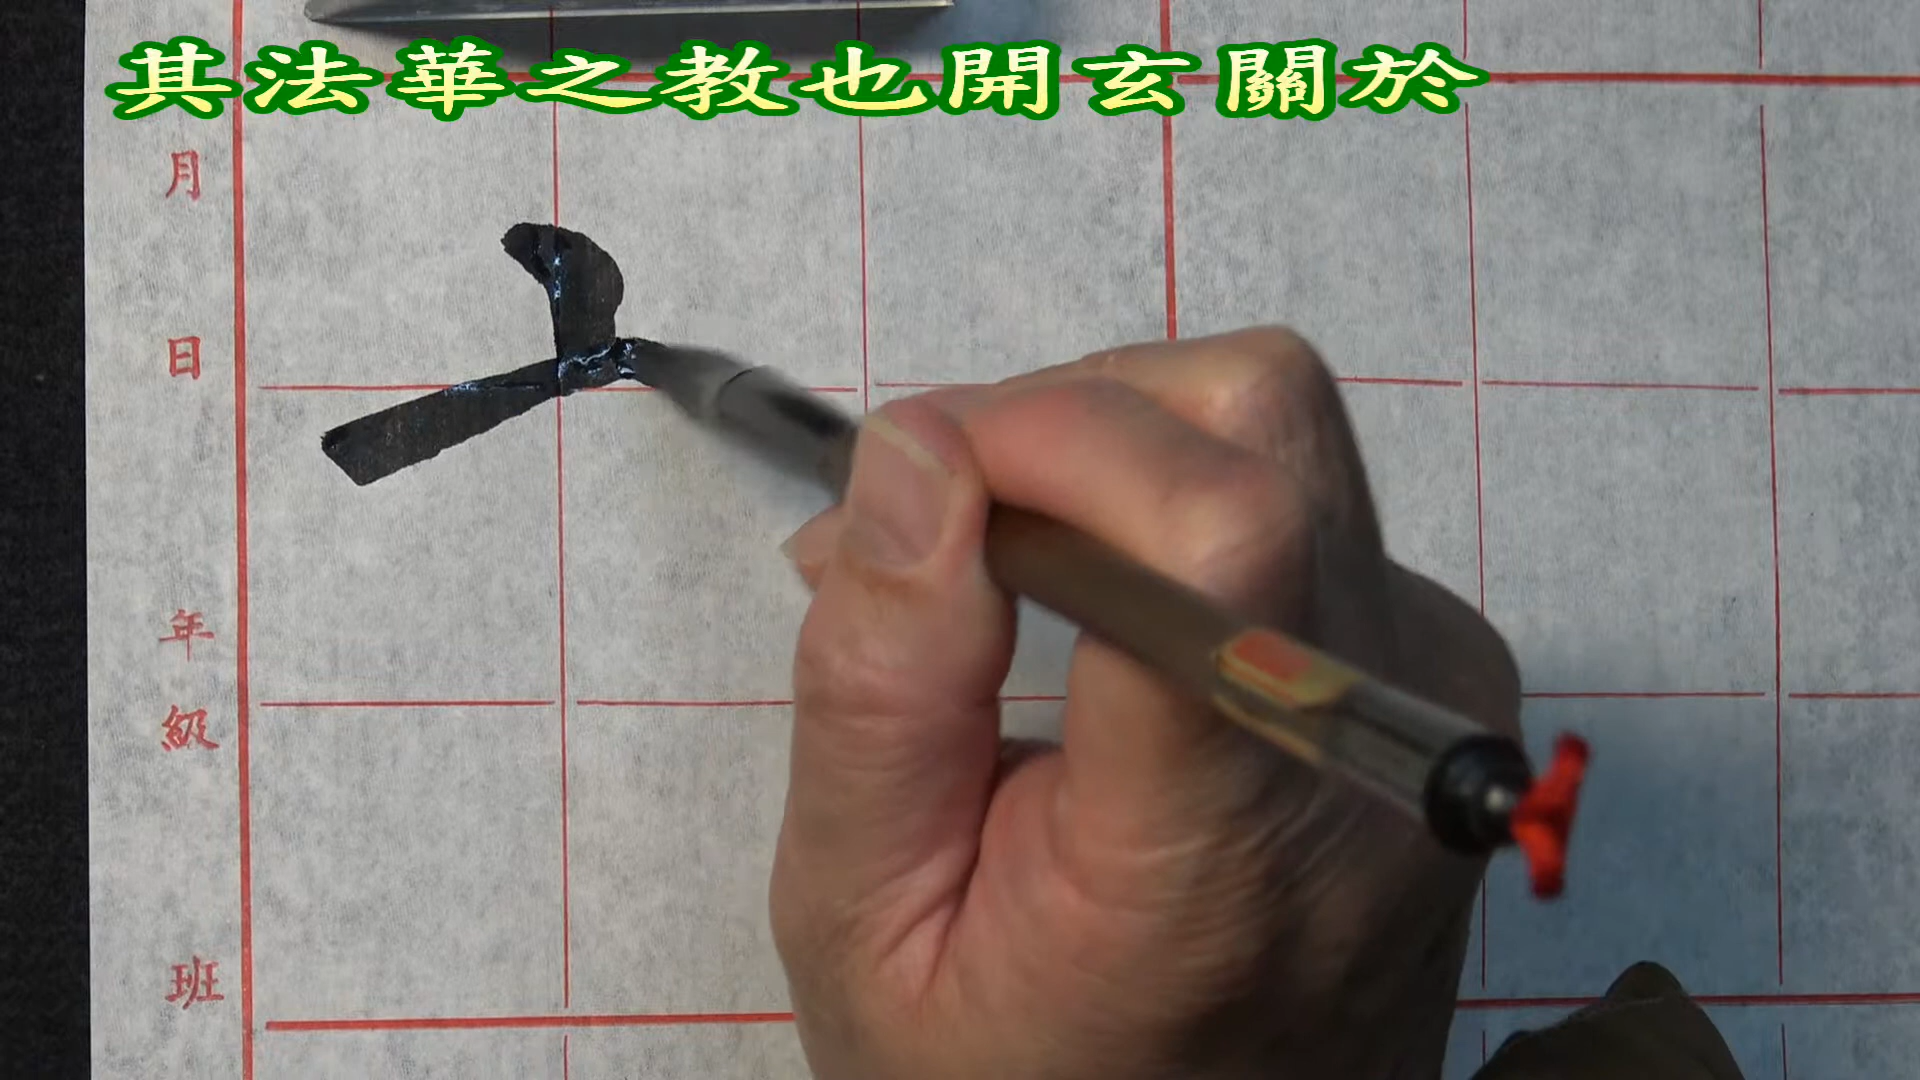 其法華之教也開玄關於
月
日
年
級
班